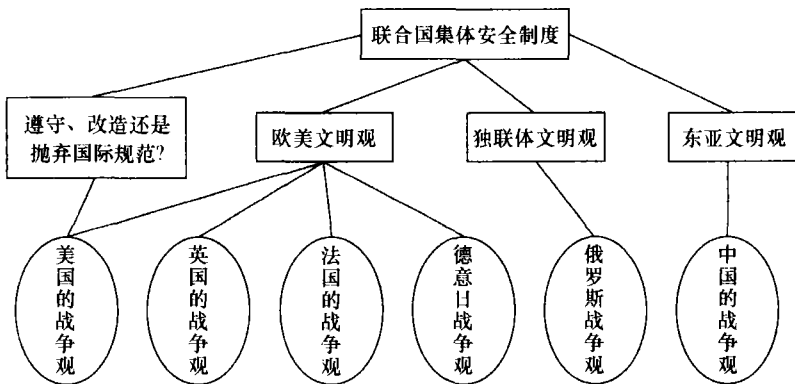 联合国集体安全制度
遵守、改造还是
抛弃国际规范?
欧美文明观
独联体文明观
东亚文明观
美国的战争观
英国的战争观
法国的战争观
德意日战争观
俄罗斯战争观
中国的战争观